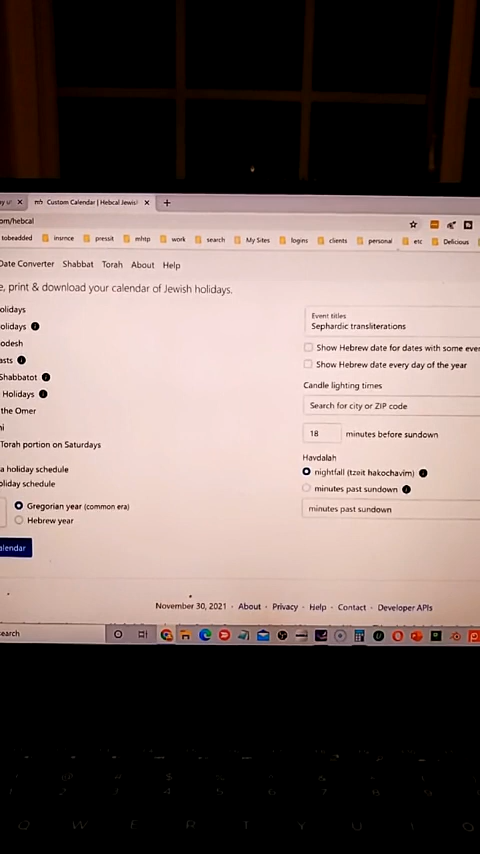 Custom Calendar | Hebcal Jewis
om/hebcal
tobeadded insrnce pressit mhtp work search My Sites logins clients personal etc Delicious
Date Converter Shabbat Torah About Help
e, print & download your calendar of Jewish holidays.
olidays
olidays
odesh
asts
Shabbatot
Holidays
the Omer
Torah portion on Saturdays
a holiday schedule
oliday schedule
Gregorian year (common era)
Hebrew year
alendar
Event titles
Sephardic transliterations
Show Hebrew date for dates with some ever
Show Hebrew date every day of the year
Candle lighting times
Search for city or ZIP code
18 minutes before sundown
Havdalah
nightfall (tzeit hakochavim)
minutes past sundown
minutes past sundown
November 30, 2021 · About · Privacy · Help · Contact · Developer APIs
earch
Q W E R T Y U I O